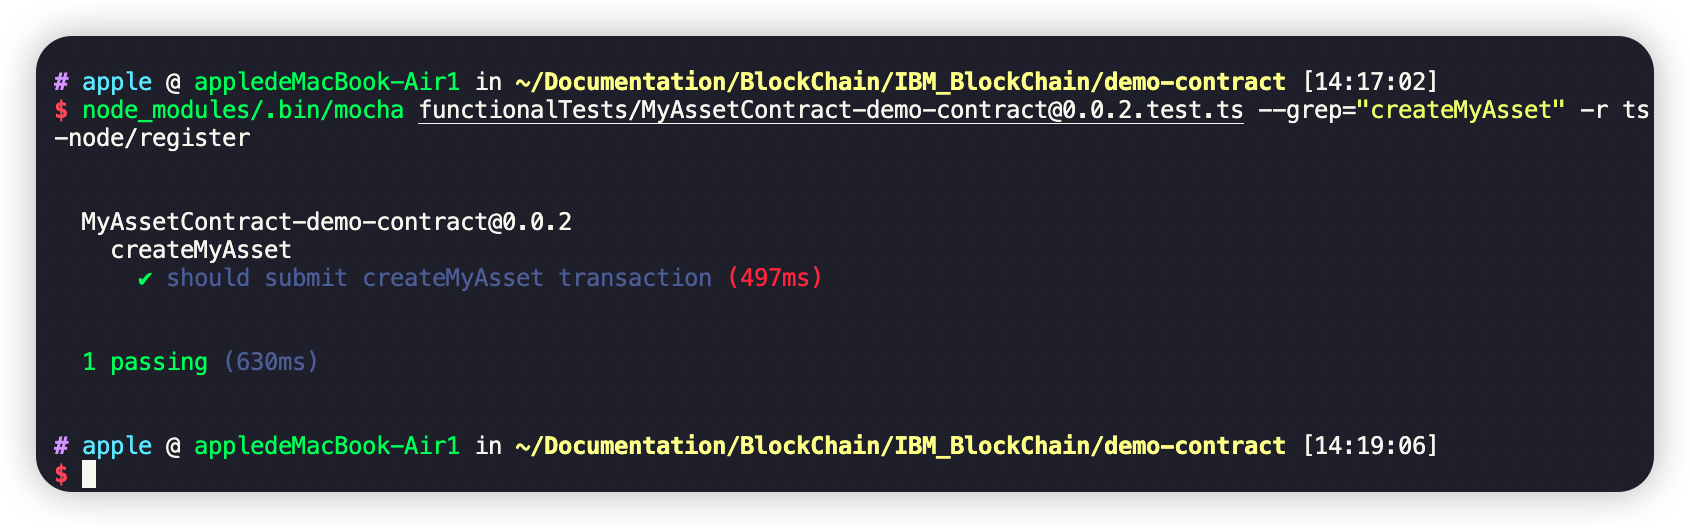 # apple @ appledeMacBook-Air1 in ~/Documentation/BlockChain/IBM_BlockChain/demo-contract [14:17:02]
$ node_modules/.bin/mocha functionalTests/MyAssetContract-demo-contract@0.0.2.test.ts --grep="createMyAsset" -r ts
-node/register
MyAssetContract-demo-contract@0.0.2
createMyAsset
✔ should submit createMyAsset transaction (497ms)
1 passing (630ms)
# apple @ appledeMacBook-Air1 in ~/Documentation/BlockChain/IBM_BlockChain/demo-contract [14:19:06]
$